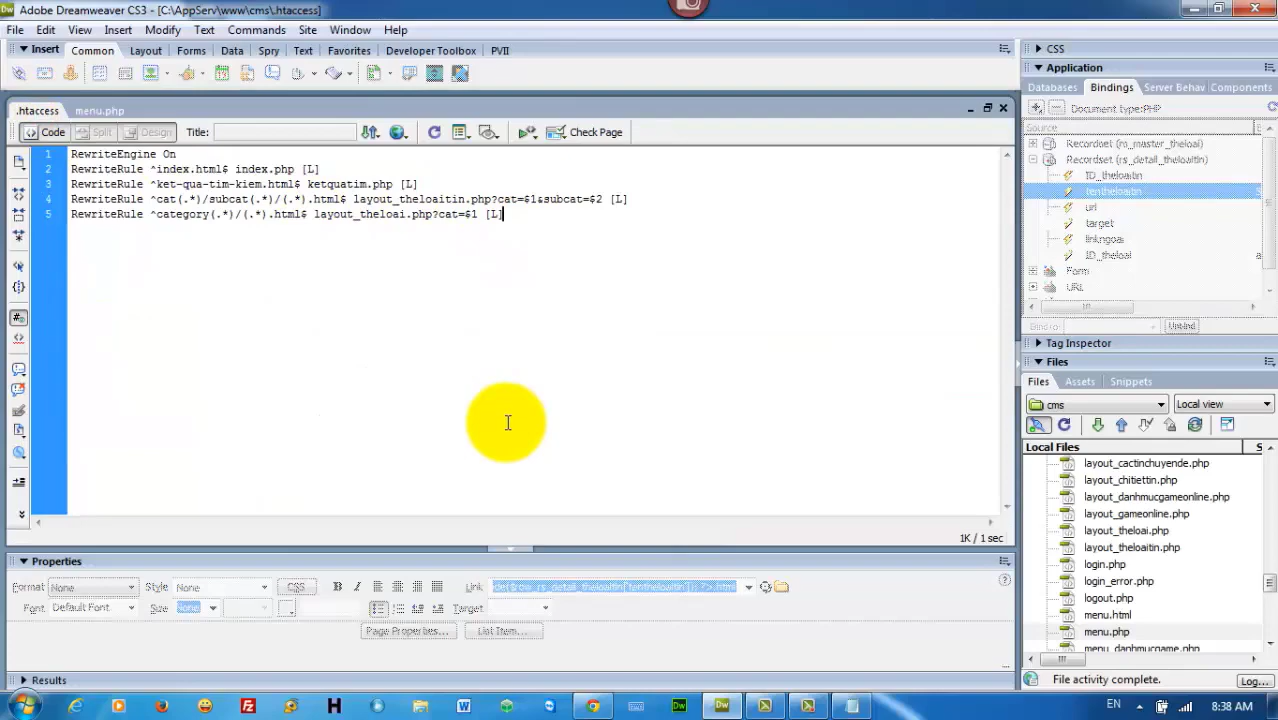 Adobe Dreamweaver CS3 - [C:\AppServ\www\cms\.htaccess]
File Edit View Insert Modify Text Commands Site Window Help
Insert Common Layout Forms Data Spry Text Favorites Developer Toolbox PVII
.htaccess menu.php
Code Split Design Title: Check Page
1 RewriteEngine On
2 RewriteRule ^index.html$ index.php [L]
3 RewriteRule ^ket-qua-tim-kiem.html$ ketquatim.php [L]
4 RewriteRule ^cat(.*)/subcat(.*)/(.*).html$ layout_theloaitin.php?cat=$1&subcat=$2 [L]
5 RewriteRule ^category(.*)/(.*).html$ layout_theloai.php?cat=$1 [L]
1K / 1 sec
Properties
Format None Style None Link
Font Default Font Size None Target
Page Properties... List Item...
Results
CSS
Application
Databases Bindings Server Behav Components
Document type:PHP
Source
Recordset (rs_master_theloai)
Recordset (rs_detail_theloaitin)
ID_theloaitin
tentheloaitin
url
target
linkngoai
ID_theloai
Form
URL
Bind to: Unbind
Tag Inspector
Files
Files Assets Snippets
cms Local view
Local Files S
layout_cactinchuyende.php
layout_chitiettin.php
layout_danhmucgameonline.php
layout_gameonline.php
layout_theloai.php
layout_theloaitin.php
login.php
login_error.php
logout.php
menu.html
menu.php
menu_danhmucgame.php
File activity complete. Log...
EN 8:38 AM